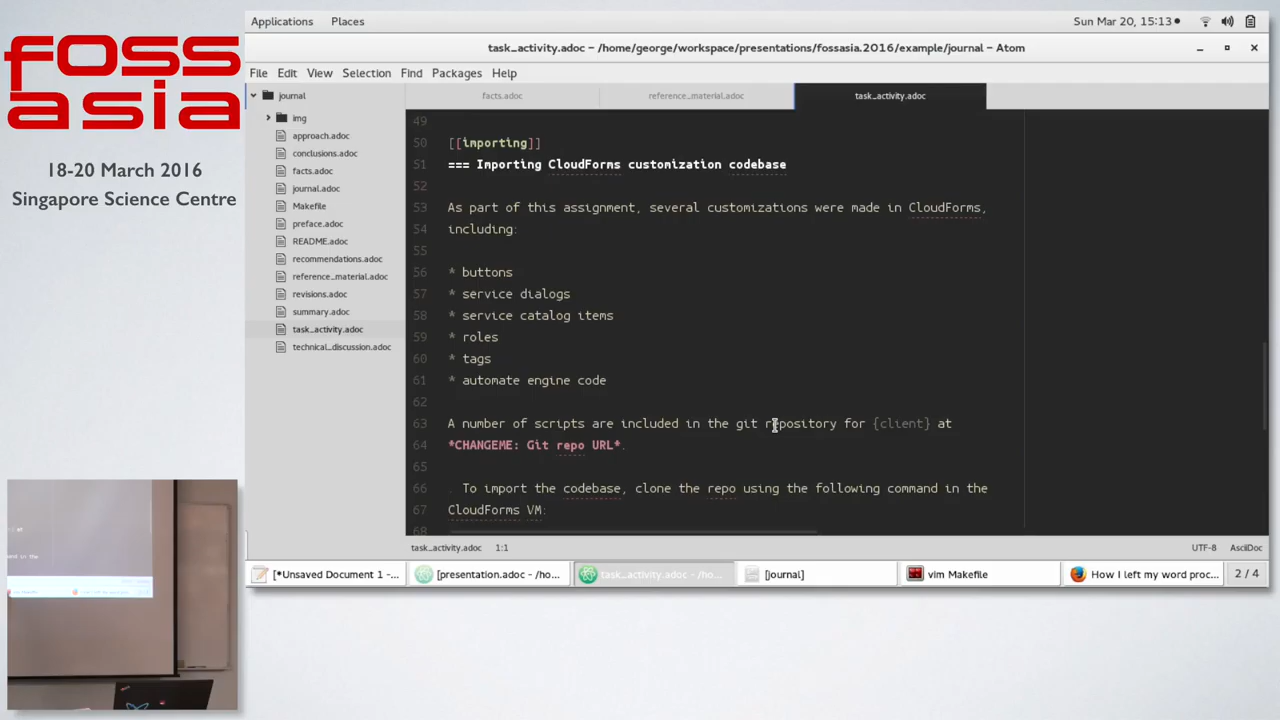 Applications Places
Sun Mar 20, 15:13
foss
asia
18-20 March 2016
Singapore Science Centre
task_activity.adoc – /home/george/workspace/presentations/fossasia.2016/example/journal – Atom
File Edit View Selection Find Packages Help
journal
img
approach.adoc
conclusions.adoc
facts.adoc
journal.adoc
Makefile
preface.adoc
README.adoc
recommendations.adoc
reference_material.adoc
revisions.adoc
summary.adoc
task_activity.adoc
technical_discussion.adoc
facts.adoc reference_material.adoc task_activity.adoc
49
50 [[importing]]
51 === Importing CloudForms customization codebase
52
53 As part of this assignment, several customizations were made in CloudForms,
54 including:
55
56 * buttons
57 * service dialogs
58 * service catalog items
59 * roles
60 * tags
61 * automate engine code
62
63 A number of scripts are included in the git repository for {client} at
64 *CHANGEME: Git repo URL*.
65
66 . To import the codebase, clone the repo using the following command in the
67 CloudForms VM:
68
task_activity.adoc 1:1 UTF-8 AsciiDoc
[*Unsaved Document 1 - ... [presentation.adoc - /ho... task_activity.adoc - /ho... [journal] vim Makefile How I left my word proc... 2 / 4